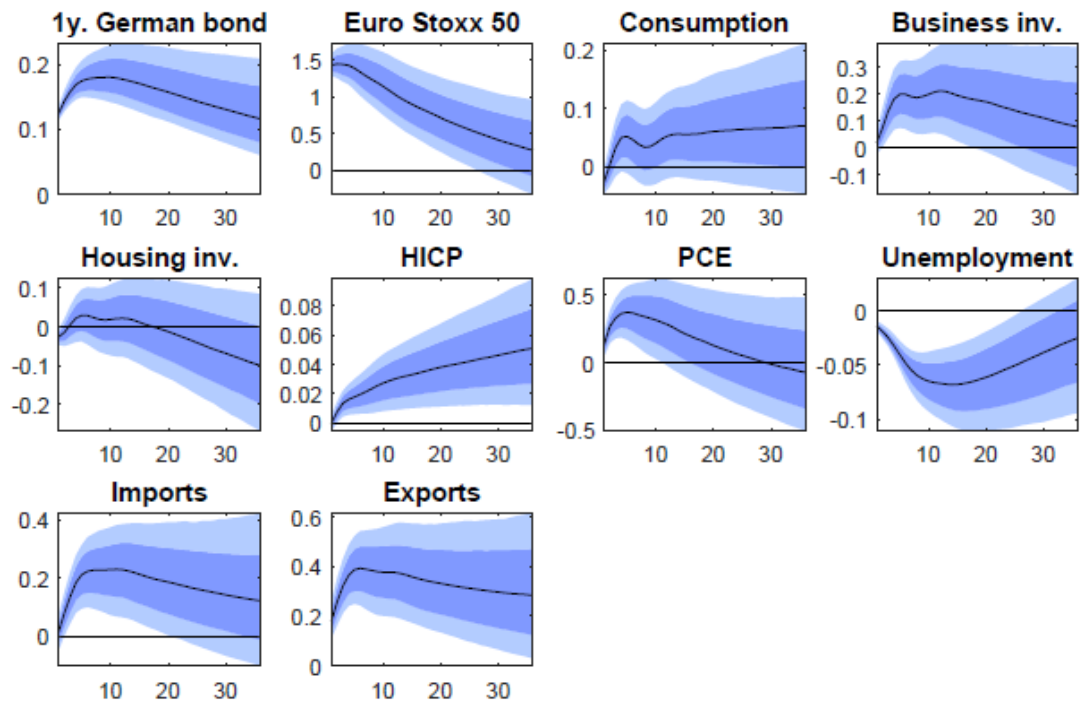 1y. German bond Euro Stoxx 50 Consumption Business inv.
0.2 1.5 0.2 0.3
0.1 1 0.1 0.2
0 0.5 0 0.1
0 0
-0.1
10 20 30 10 20 30 10 20 30 10 20 30
Housing inv. HICP PCE Unemployment
0.1 0.08 0.5 0
0 0.06 0 -0.05
-0.1 0.04 -0.5 -0.1
-0.2 0.02
0
10 20 30 10 20 30 10 20 30 10 20 30
Imports Exports
0.4 0.6
0.2 0.4
0 0.2
0
10 20 30 10 20 30